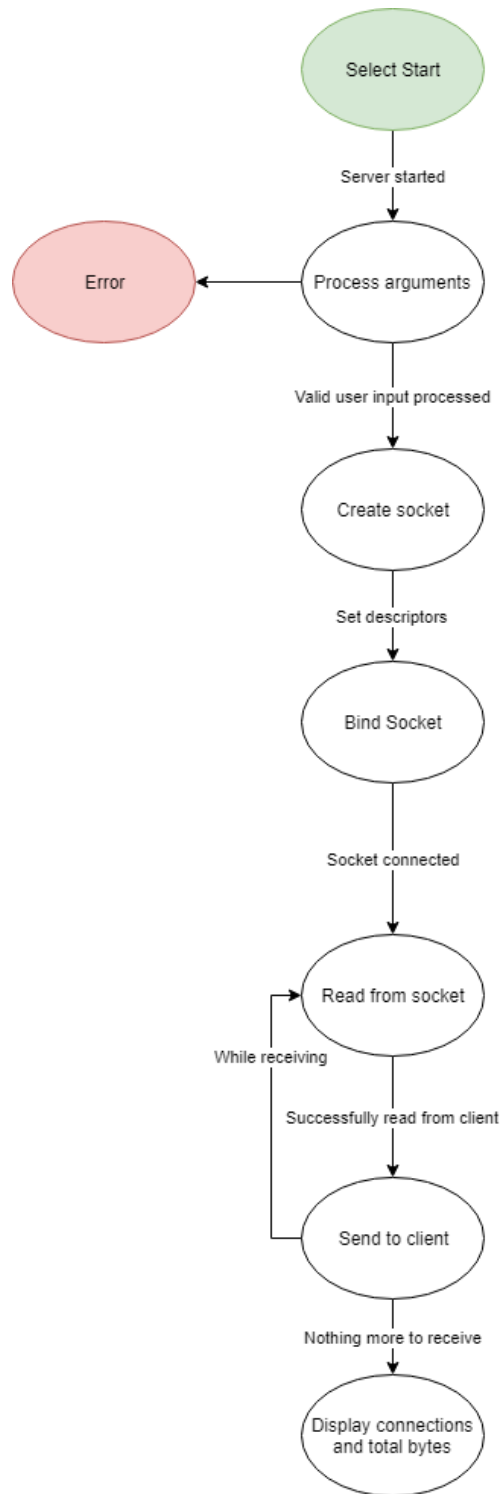 Select Start
Server started
Error
Process arguments
Valid user input processed
Create socket
Set descriptors
Bind Socket
Socket connected
Read from socket
While receiving
Successfully read from client
Send to client
Nothing more to receive
Display connections
and total bytes